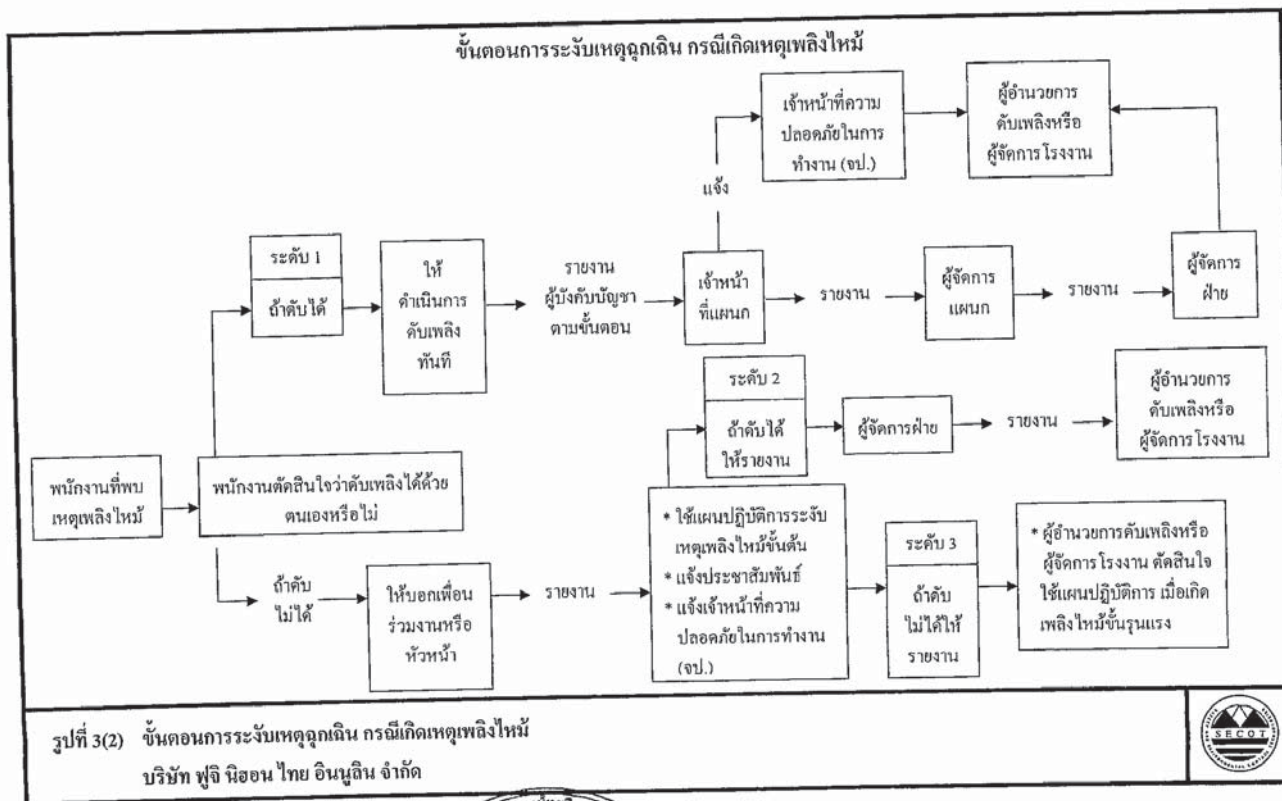 ขั้นตอนการระงับเหตุฉุกเฉิน กรณีเกิดเหตุเพลิงไหม้
เจ้าหน้าที่ความ
ปลอดภัยในการ
ทำงาน (จป.)
ผู้อำนวยการ
ดับเพลิงหรือ
ผู้จัดการโรงงาน
แจ้ง
ระดับ 1
ถ้าดับได้
ให้
ดำเนินการ
ดับเพลิง
ทันที
รายงาน
ผู้บังคับบัญชา
ตามขั้นตอน
เจ้าหน้า
ที่แผนก
รายงาน
ผู้จัดการ
แผนก
รายงาน
ผู้จัดการ
ฝ่าย
ระดับ 2
ถ้าดับได้
ให้รายงาน
ผู้จัดการฝ่าย
รายงาน
ผู้อำนวยการ
ดับเพลิงหรือ
ผู้จัดการโรงงาน
พนักงานที่พบ
เหตุเพลิงไหม้
พนักงานตัดสินใจว่าดับเพลิงได้ด้วย
ตนเองหรือไม่
ถ้าดับ
ไม่ได้
ให้บอกเพื่อน
ร่วมงานหรือ
หัวหน้า
รายงาน
* ใช้แผนปฏิบัติการระงับ
เหตุเพลิงไหม้ขั้นต้น
* แจ้งประชาสัมพันธ์
* แจ้งเจ้าหน้าที่ความ
ปลอดภัยในการทำงาน
(จป.)
ระดับ 3
ถ้าดับ
ไม่ได้ให้
รายงาน
* ผู้อำนวยการดับเพลิงหรือ
ผู้จัดการโรงงาน ตัดสินใจ
ใช้แผนปฏิบัติการ เมื่อเกิด
เพลิงไหม้ขั้นรุนแรง
รูปที่ 3(2) ขั้นตอนการระงับเหตุฉุกเฉิน กรณีเกิดเหตุเพลิงไหม้
บริษัท ฟูจิ นิฮอน ไทย อินนูลิน จำกัด
SECOT